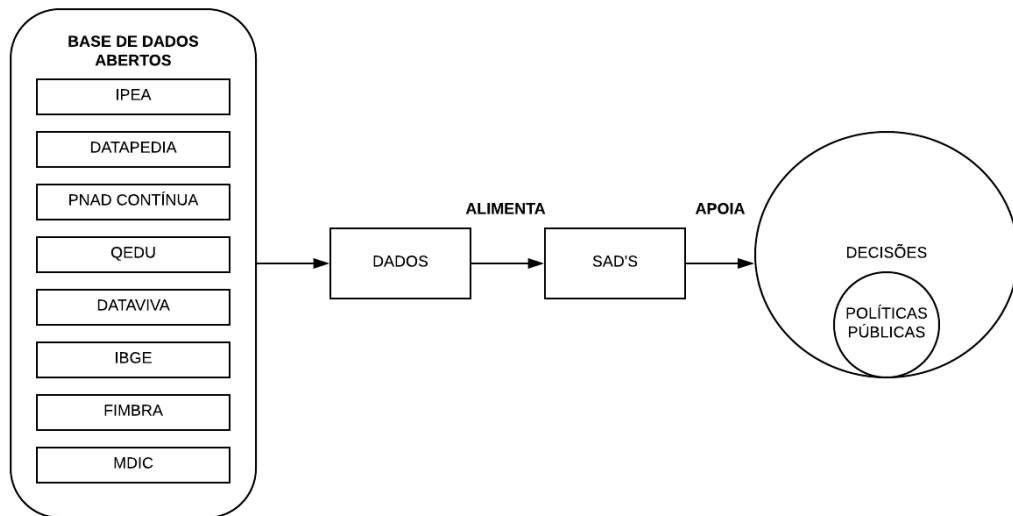 BASE DE DADOS
ABERTOS
IPEA
DATAPEDIA
PNAD CONTÍNUA
QEDU
DATAVIVA
IBGE
FIMBRA
MDIC
DADOS
ALIMENTA
SAD'S
APOIA
DECISÕES
POLÍTICAS
PÚBLICAS